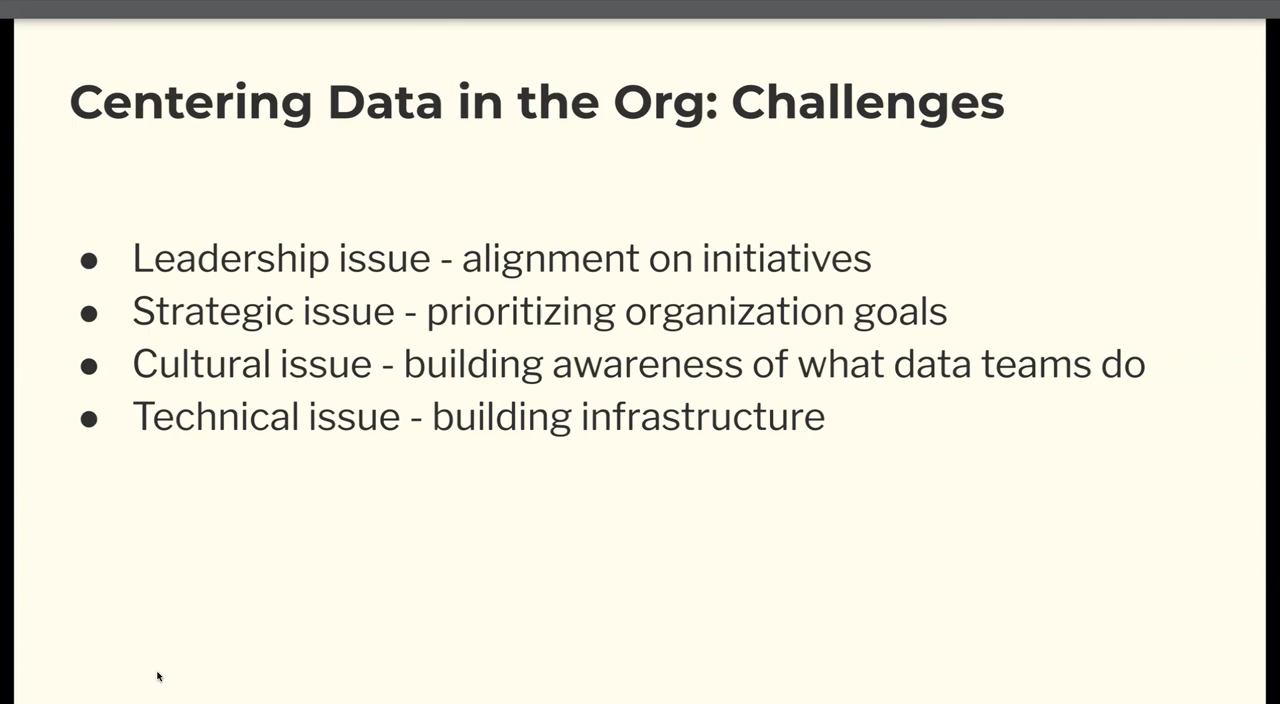 Centering Data in the Org: Challenges
● Leadership issue - alignment on initiatives
● Strategic issue - prioritizing organization goals
● Cultural issue - building awareness of what data teams do
● Technical issue - building infrastructure